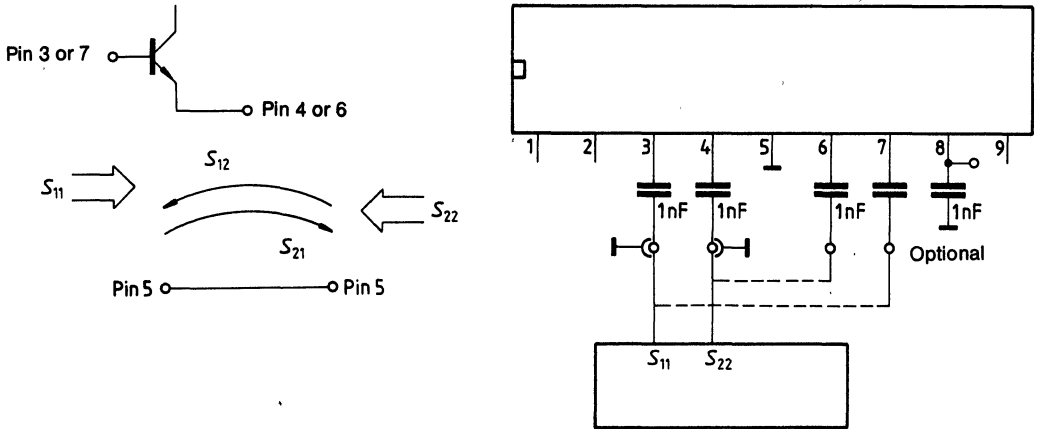 Pin 3 or 7
Pin 4 or 6
S12
S11
S22
S21
Pin 5
Pin 5
1 2 3 4 5 6 7 8 9
1nF 1nF 1nF 1nF
Optional
S11 S22